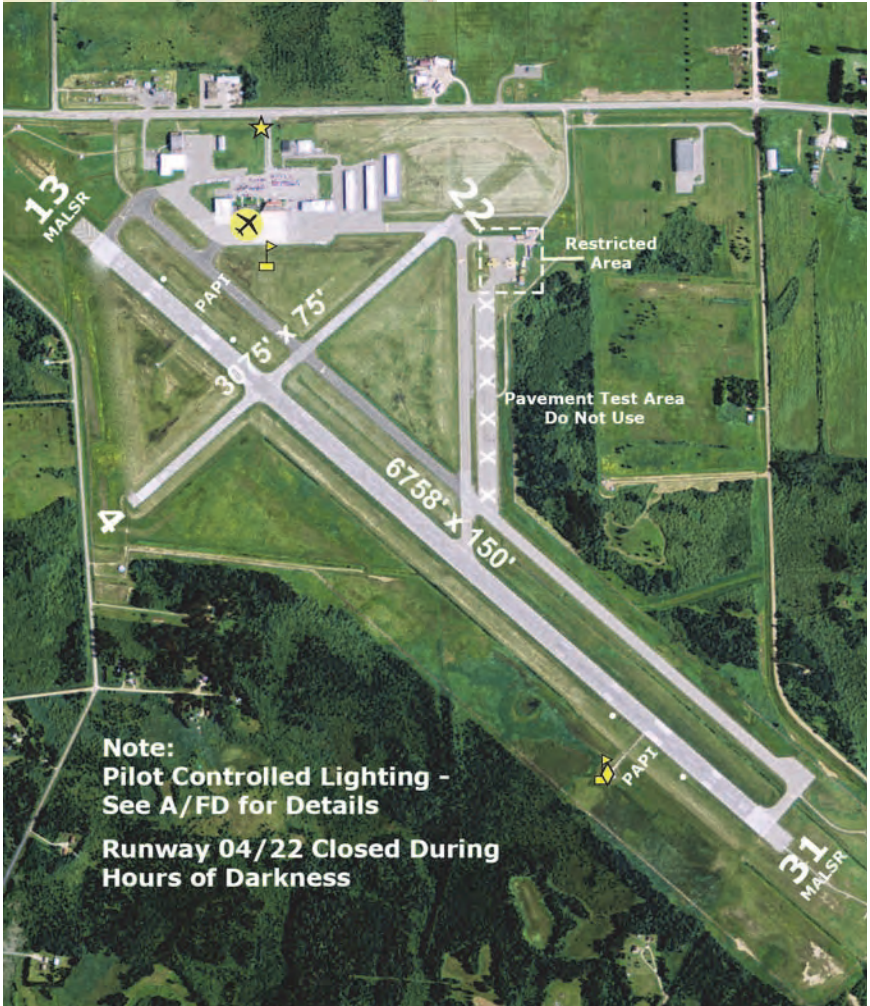 13
MALSR
22
Restricted
Area
PAPI
3075' x 75'
Pavement Test Area
Do Not Use
X
X
X
X
X
X
4
6758' x 150'
PAPI
31
MALSR
Note:
Pilot Controlled Lighting -
See A/FD for Details
Runway 04/22 Closed During
Hours of Darkness